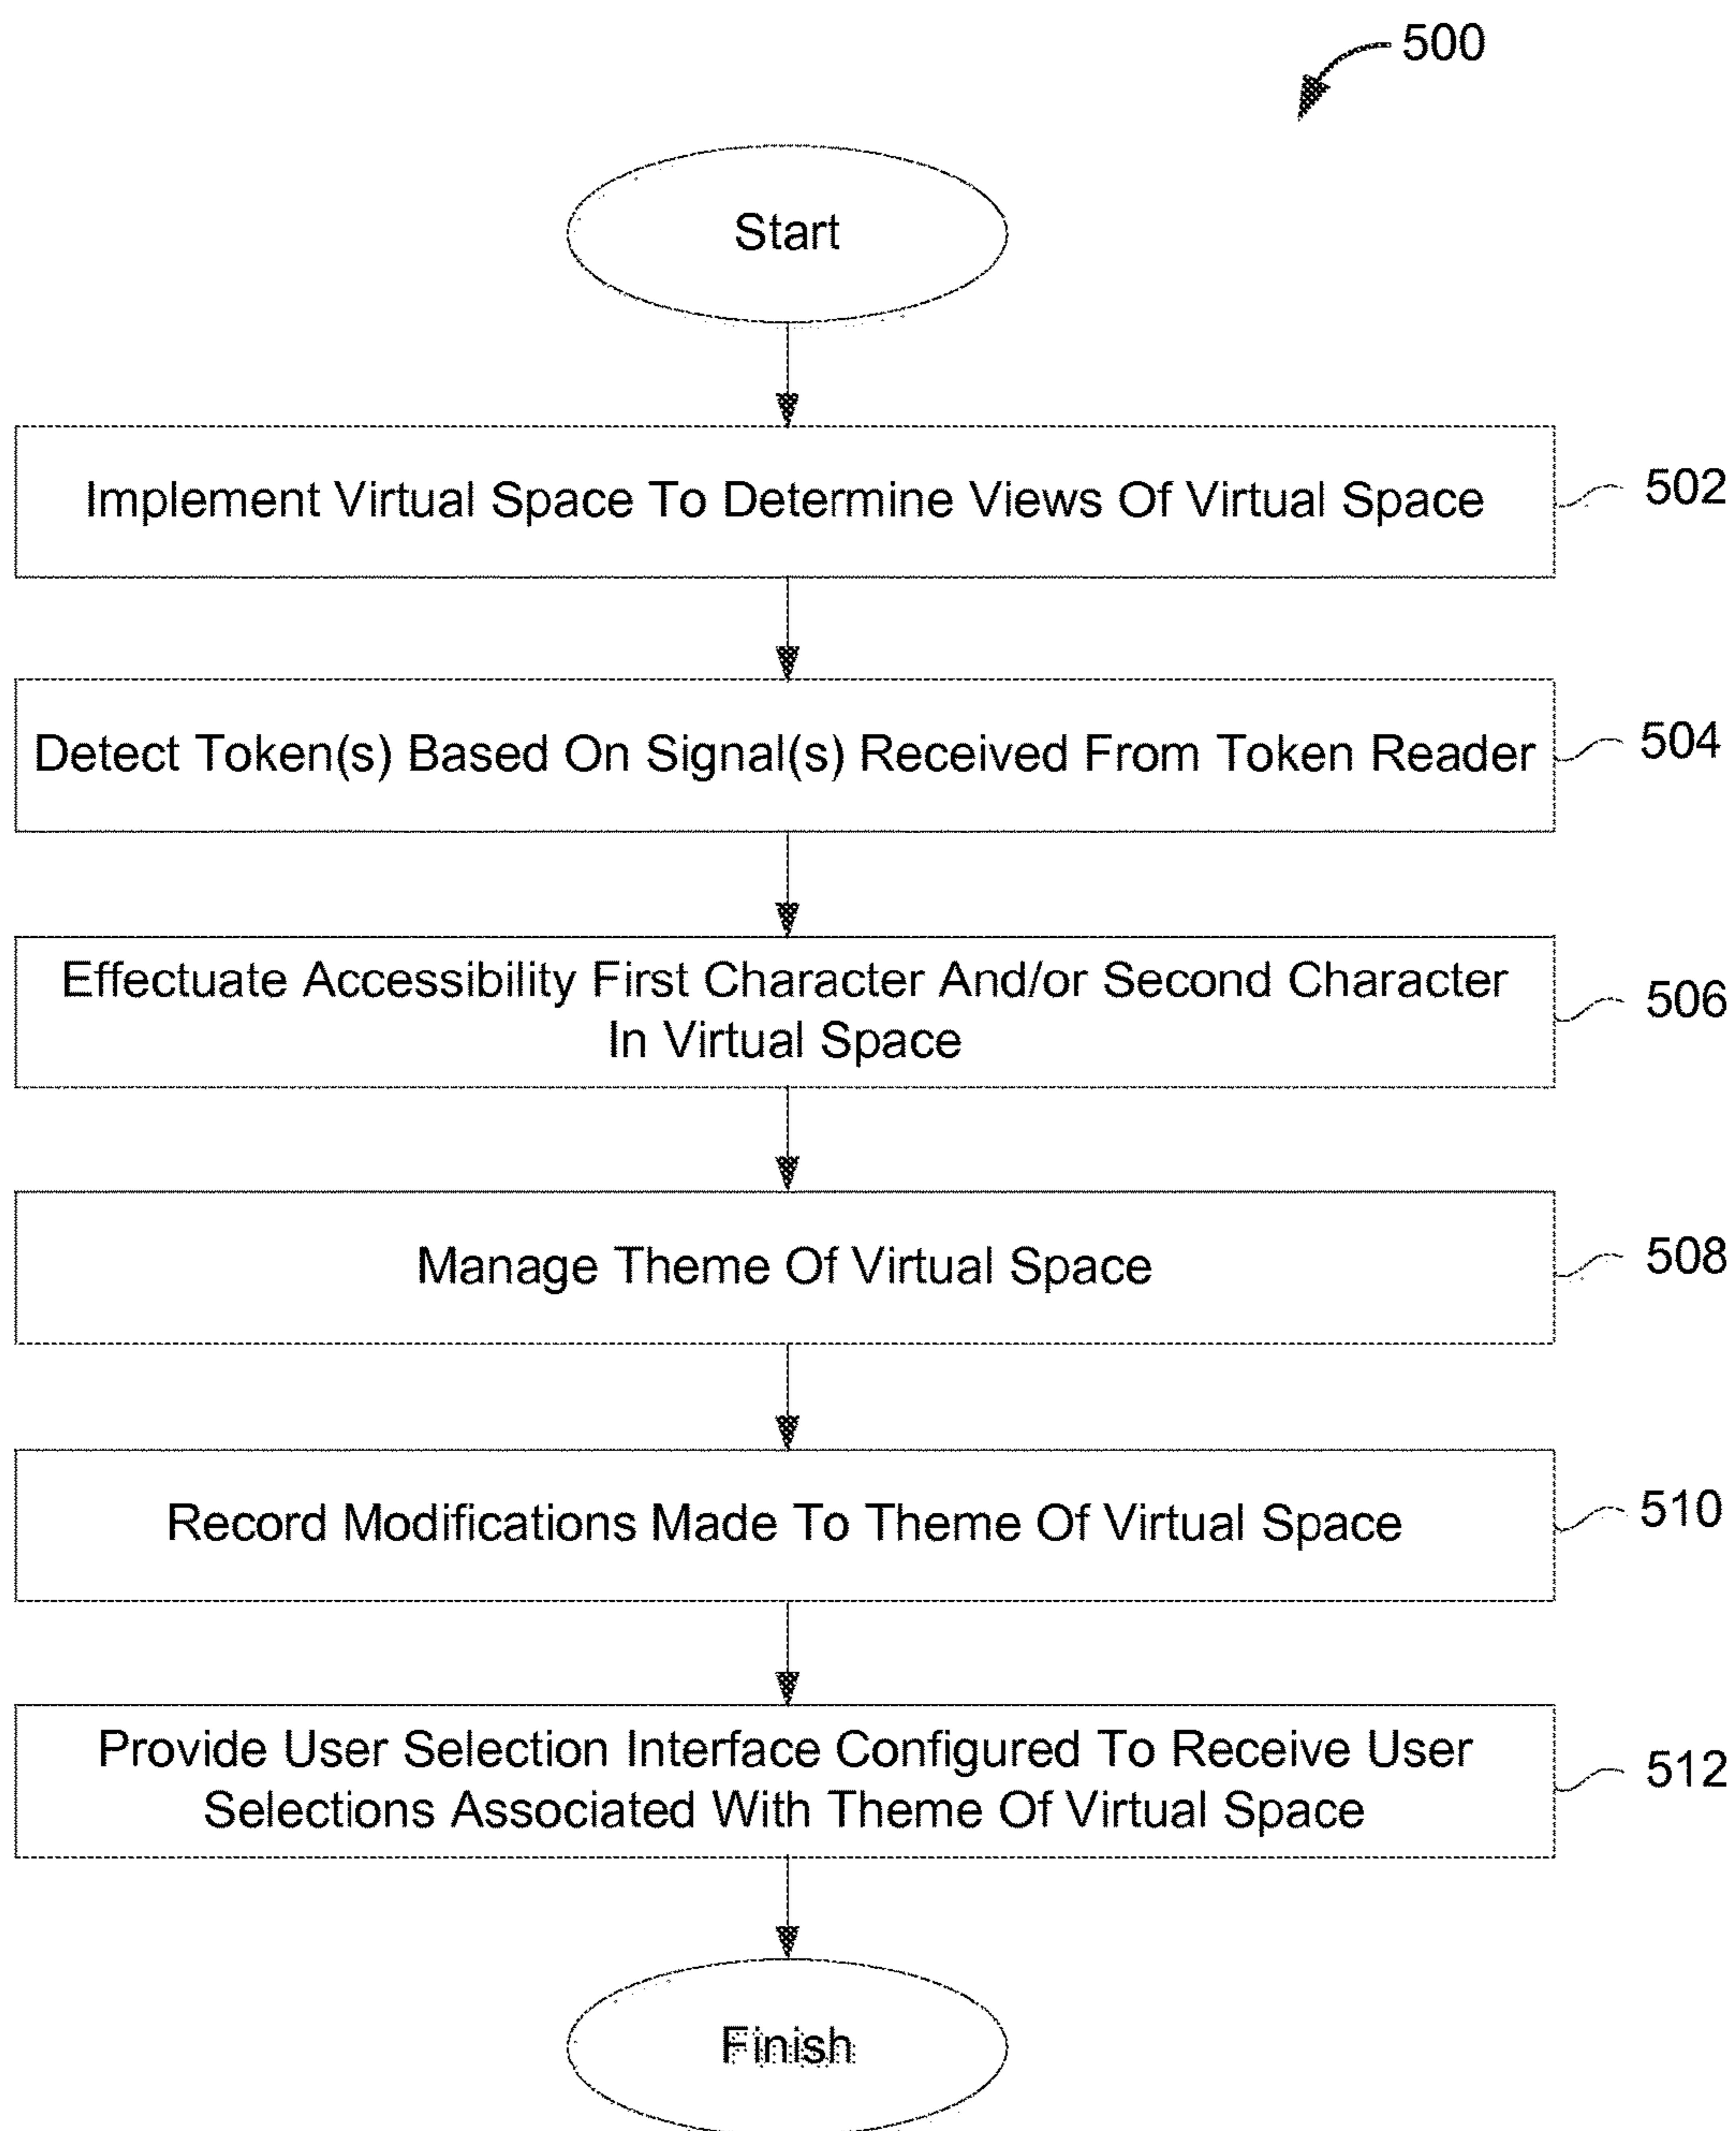 500
Start
Implement Virtual Space To Determine Views Of Virtual Space
502
Detect Token(s) Based On Signal(s) Received From Token Reader
504
Effectuate Accessibility First Character And/or Second Character
In Virtual Space
506
Manage Theme Of Virtual Space
508
Record Modifications Made To Theme Of Virtual Space
510
Provide User Selection Interface Configured To Receive User
Selections Associated With Theme Of Virtual Space
512
Finish